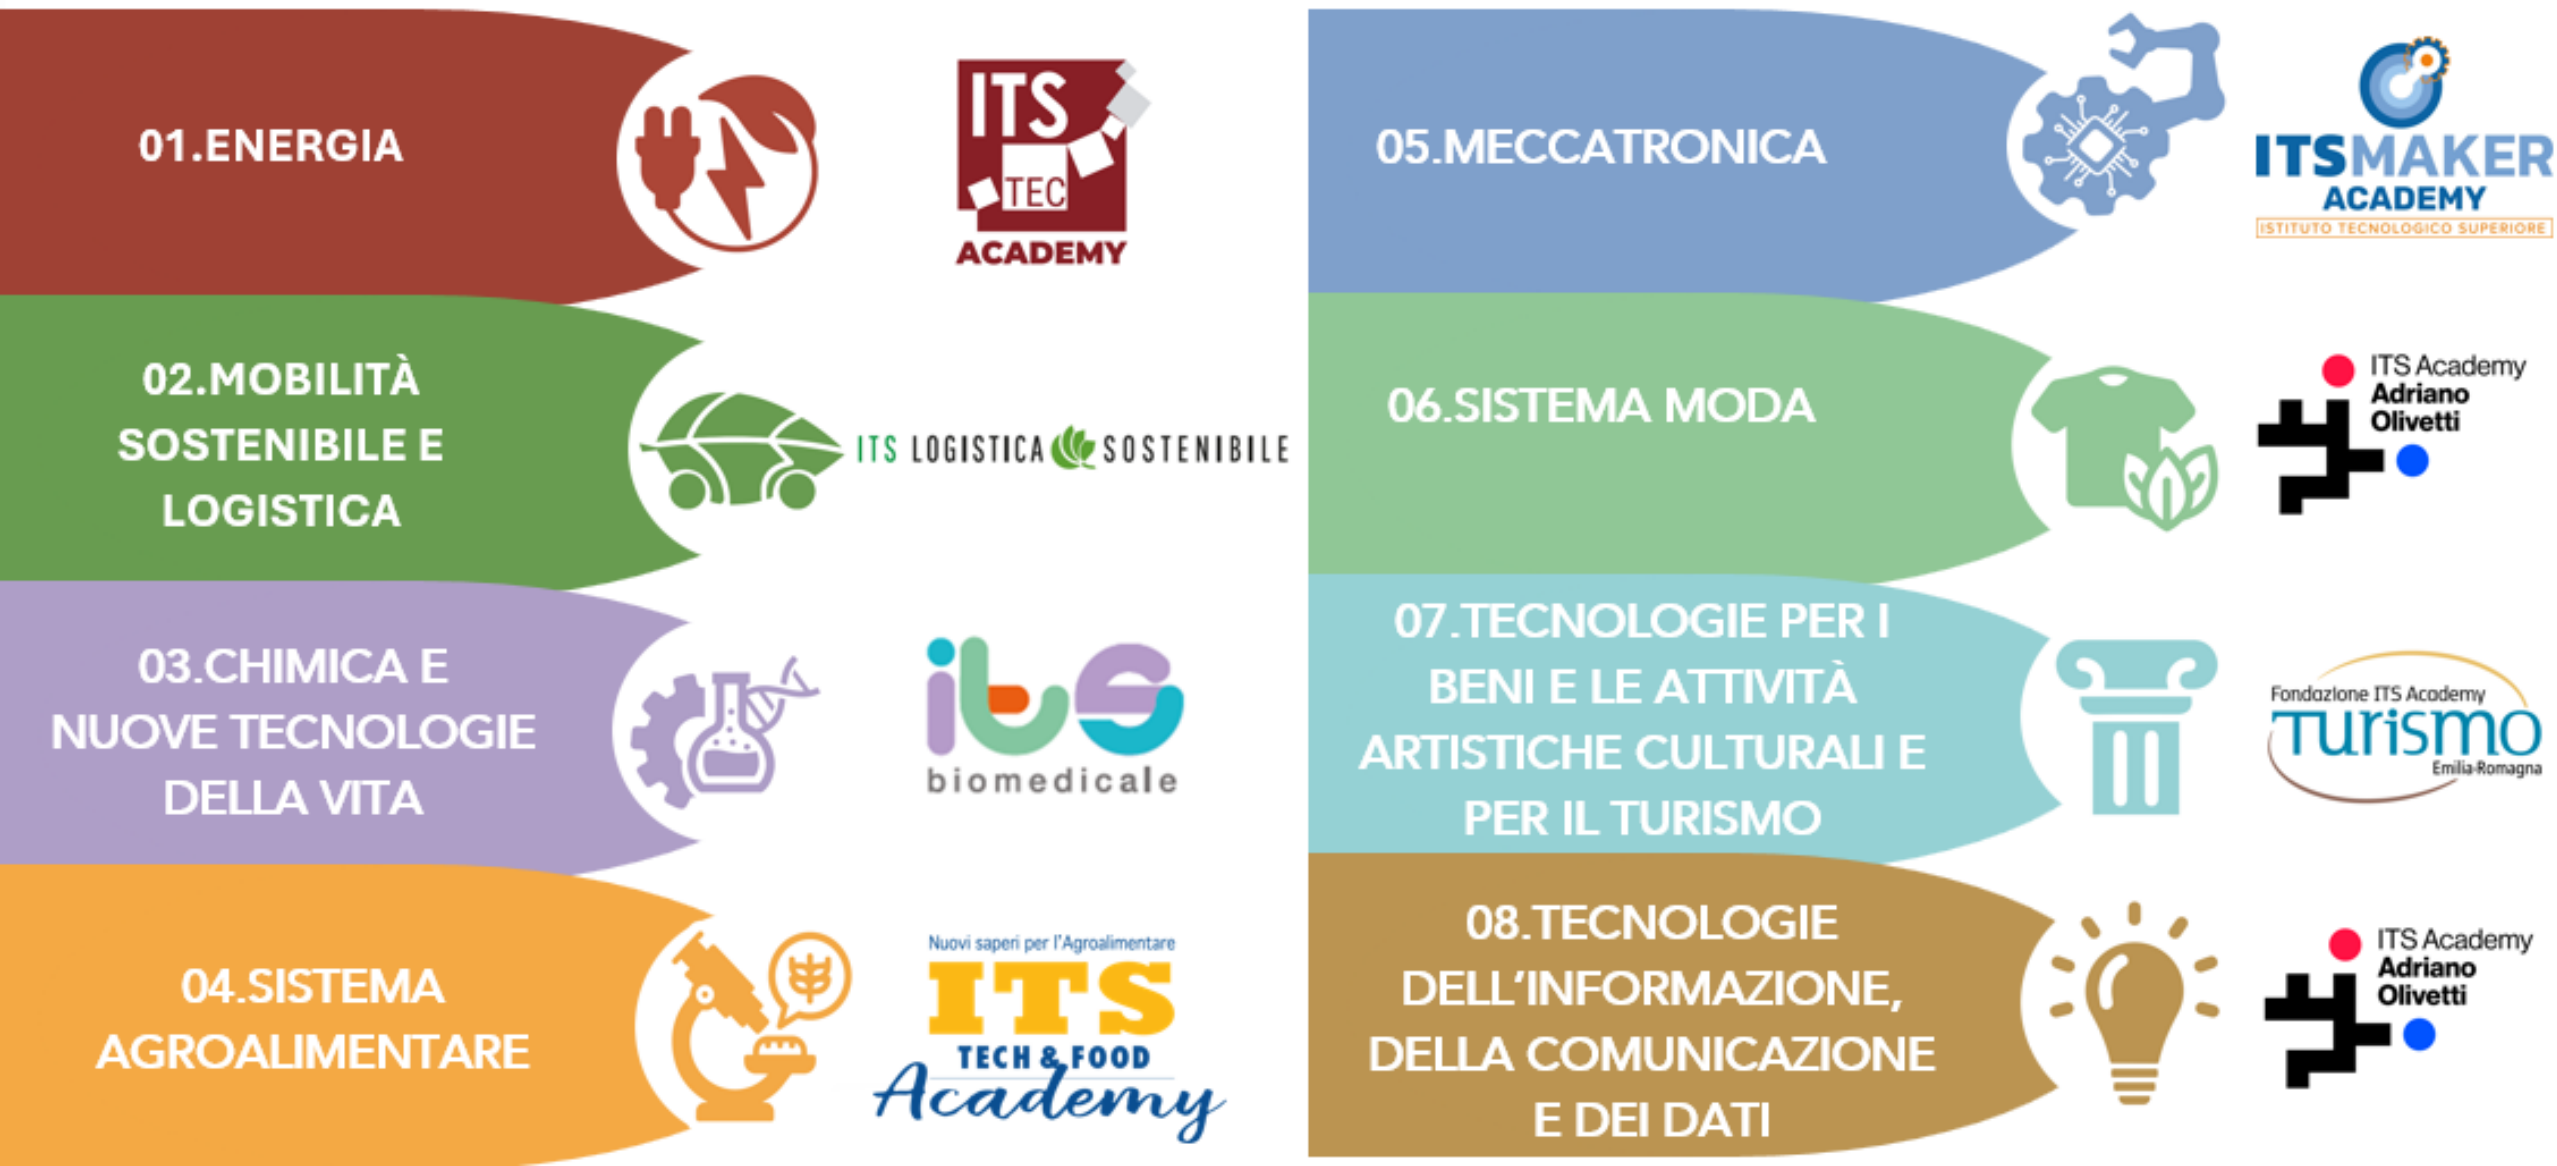 01.ENERGIA
ITS
TEC
ACADEMY
02.MOBILITÀ
SOSTENIBILE E
LOGISTICA
ITS LOGISTICA SOSTENIBILE
03.CHIMICA E
NUOVE TECNOLOGIE
DELLA VITA
its
biomedicale
04.SISTEMA
AGROALIMENTARE
Nuovi saperi per l'Agroalimentare
ITS
TECH & FOOD
Academy
05.MECCATRONICA
ITSMAKER
ACADEMY
ISTITUTO TECNOLOGICO SUPERIORE
06.SISTEMA MODA
ITS Academy
Adriano
Olivetti
07.TECNOLOGIE PER I
BENI E LE ATTIVITÀ
ARTISTICHE CULTURALI E
PER IL TURISMO
Fondazione ITS Academy
Turismo
Emilia-Romagna
08.TECNOLOGIE
DELL'INFORMAZIONE,
DELLA COMUNICAZIONE
E DEI DATI
ITS Academy
Adriano
Olivetti